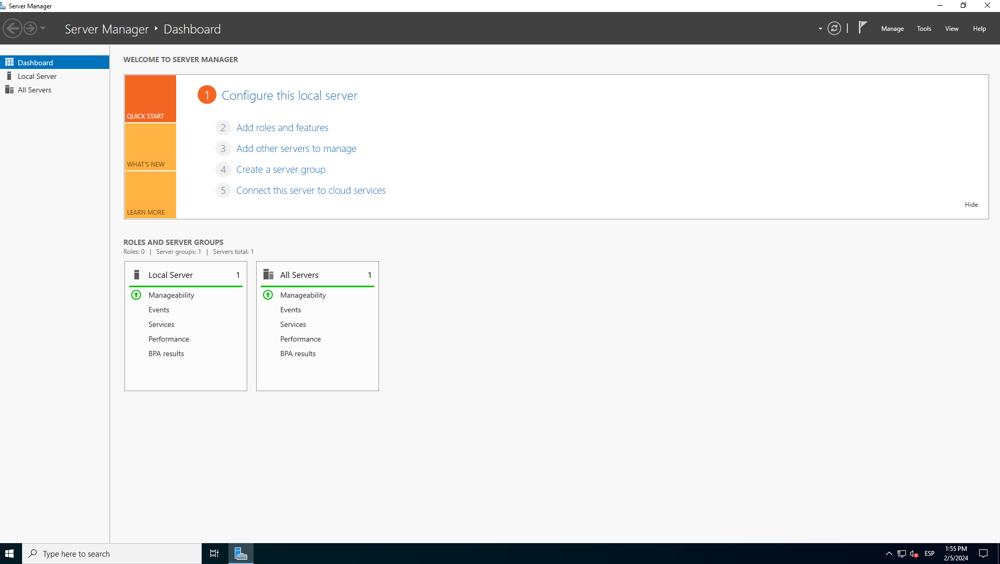 Server Manager
Server Manager ‣ Dashboard
Manage Tools View Help
Dashboard
Local Server
All Servers
WELCOME TO SERVER MANAGER
QUICK START
WHAT'S NEW
LEARN MORE
1 Configure this local server
2 Add roles and features
3 Add other servers to manage
4 Create a server group
5 Connect this server to cloud services
Hide
ROLES AND SERVER GROUPS
Roles: 0 | Server groups: 1 | Servers total: 1
Local Server 1
Manageability
Events
Services
Performance
BPA results
All Servers 1
Manageability
Events
Services
Performance
BPA results
Type here to search
ESP
1:55 PM
2/5/2024